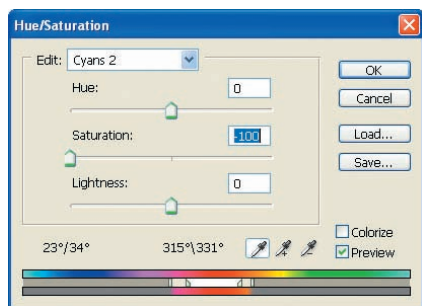 Hue/Saturation
Edit: Cyans 2
OK
Hue: 0
Cancel
Saturation: -100
Load...
Save...
Lightness: 0
Colorize
23°/34° 315°\331°
Preview